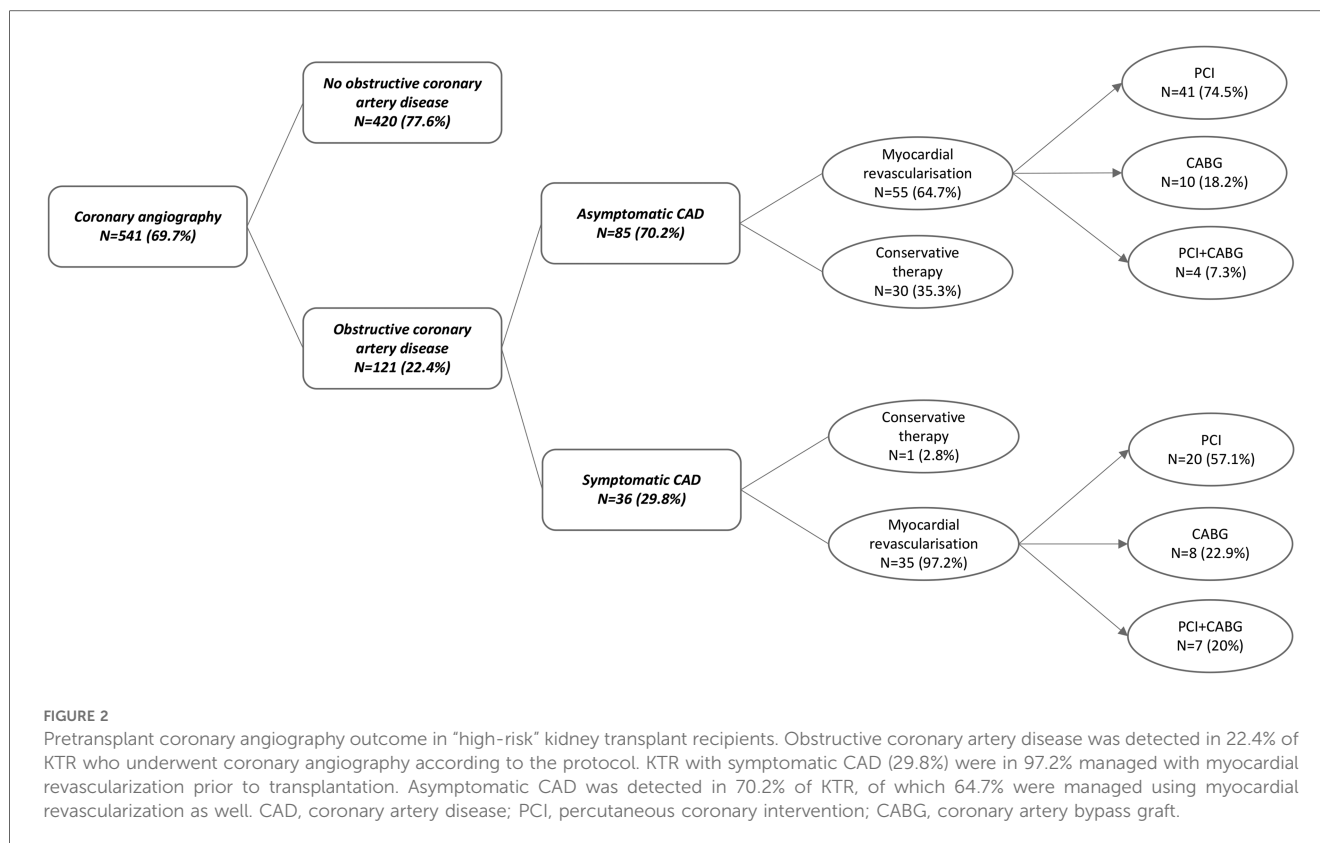 Coronary angiography
N=541 (69.7%)
No obstructive coronary
artery disease
N=420 (77.6%)
Obstructive coronary
artery disease
N=121 (22.4%)
Asymptomatic CAD
N=85 (70.2%)
Myocardial
revascularisation
N=55 (64.7%)
PCI
N=41 (74.5%)
CABG
N=10 (18.2%)
PCI+CABG
N=4 (7.3%)
Conservative
therapy
N=30 (35.3%)
Symptomatic CAD
N=36 (29.8%)
Conservative
therapy
N=1 (2.8%)
Myocardial
revascularisation
N=35 (97.2%)
PCI
N=20 (57.1%)
CABG
N=8 (22.9%)
PCI+CABG
N=7 (20%)
FIGURE 2
Pretransplant coronary angiography outcome in "high-risk" kidney transplant recipients. Obstructive coronary artery disease was detected in 22.4% of
KTR who underwent coronary angiography according to the protocol. KTR with symptomatic CAD (29.8%) were in 97.2% managed with myocardial
revascularization prior to transplantation. Asymptomatic CAD was detected in 70.2% of KTR, of which 64.7% were managed using myocardial
revascularization as well. CAD, coronary artery disease; PCI, percutaneous coronary intervention; CABG, coronary artery bypass graft.